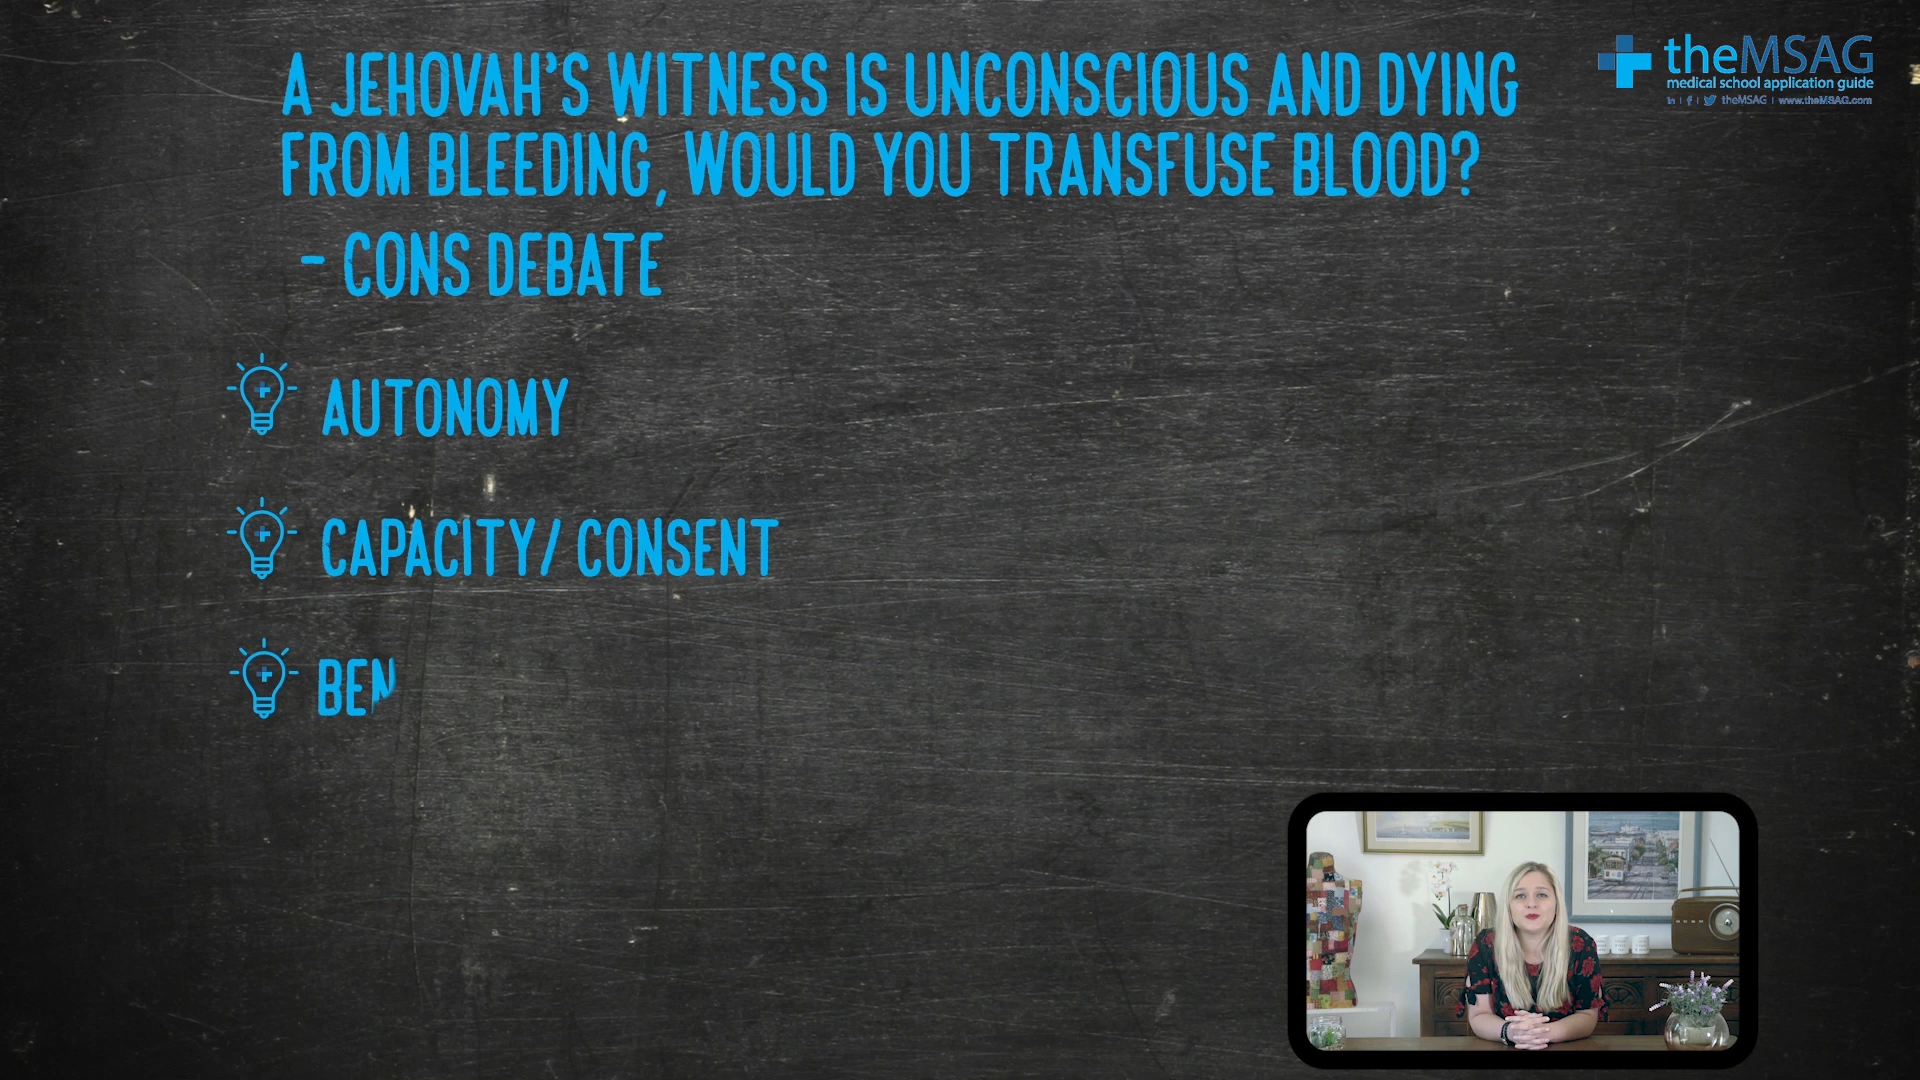 A JEHOVAH'S WITNESS IS UNCONSCIOUS AND DYING
FROM BLEEDING, WOULD YOU TRANSFUSE BLOOD?
- CONS DEBATE
AUTONOMY
CAPACITY/ CONSENT
BEN
theMSAG
medical school application guide
in | f | theMSAG | www.theMSAG.com